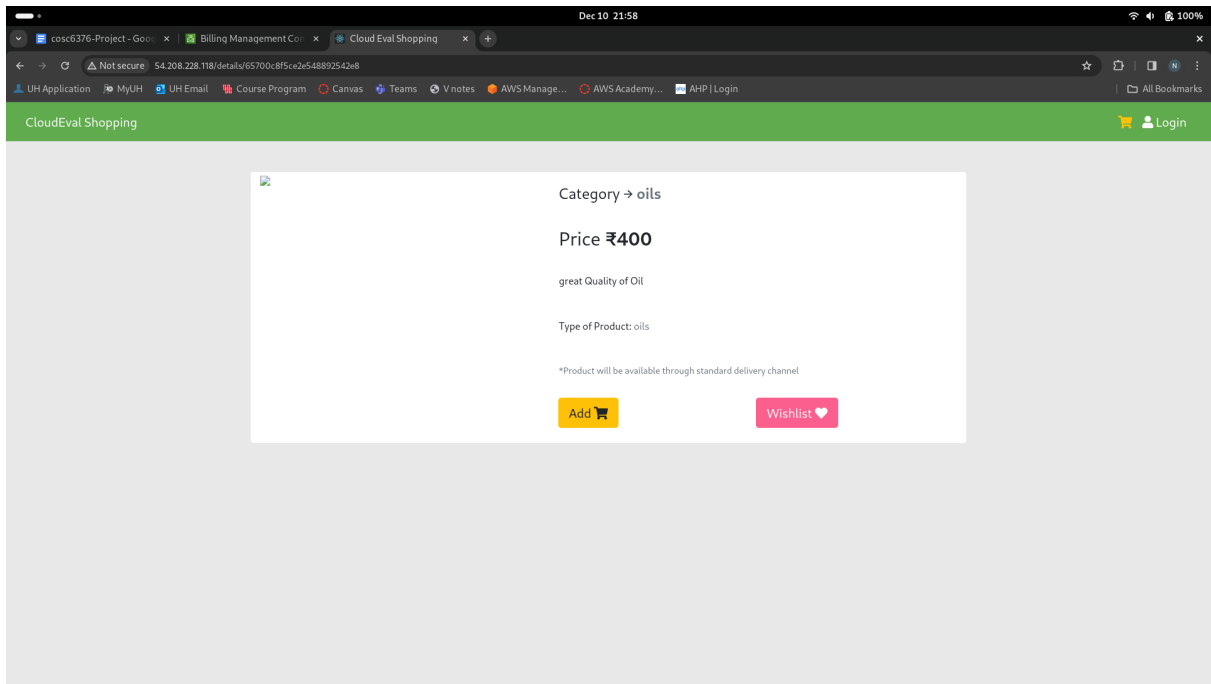 Dec 10 21:58
100%
cosc6376-Project - Goo
Billing Management Con
Cloud Eval Shopping
Not secure 54.208.228.118/details/65700c8f5ce2e548892542e8
N
UH Application MyUH UH Email Course Program Canvas Teams V notes AWS Manage... AWS Academy... AHP | Login All Bookmarks
CloudEval Shopping
Login
Category → oils
Price ₹400
great Quality of Oil
Type of Product: oils
*Product will be available through standard delivery channel
Add
Wishlist